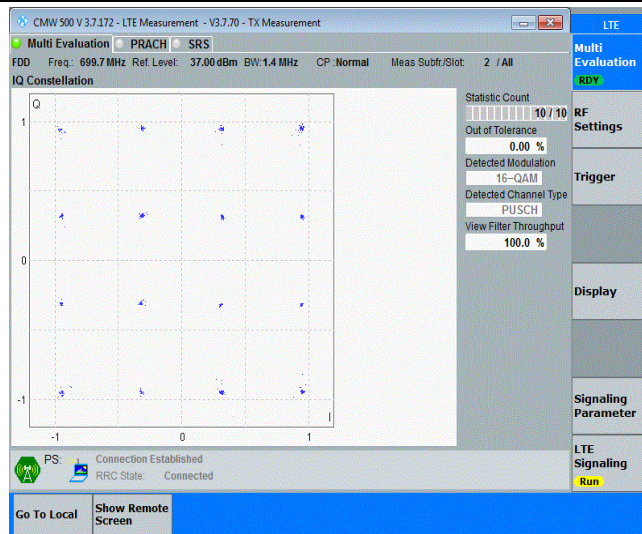 CMW 500 V 3.7.172 - LTE Measurement - V3.7.70 - TX Measurement
LTE
Multi Evaluation PRACH SRS
Multi
Evaluation
RDY
FDD Freq.: 699.7 MHz Ref. Level: 37.00 dBm BW: 1.4 MHz CP : Normal Meas Subfr./Slot: 2 / All
IQ Constellation
Q
1
0
-1
-1 0 1
I
Statistic Count
10 / 10
Out of Tolerance
0.00 %
Detected Modulation
16-QAM
Detected Channel Type
PUSCH
View Filter Throughput
100.0 %
RF
Settings
Trigger
Display
Signaling
Parameter
LTE
Signaling
Run
PS: Connection Established
RRC State: Connected
Go To Local
Show Remote
Screen